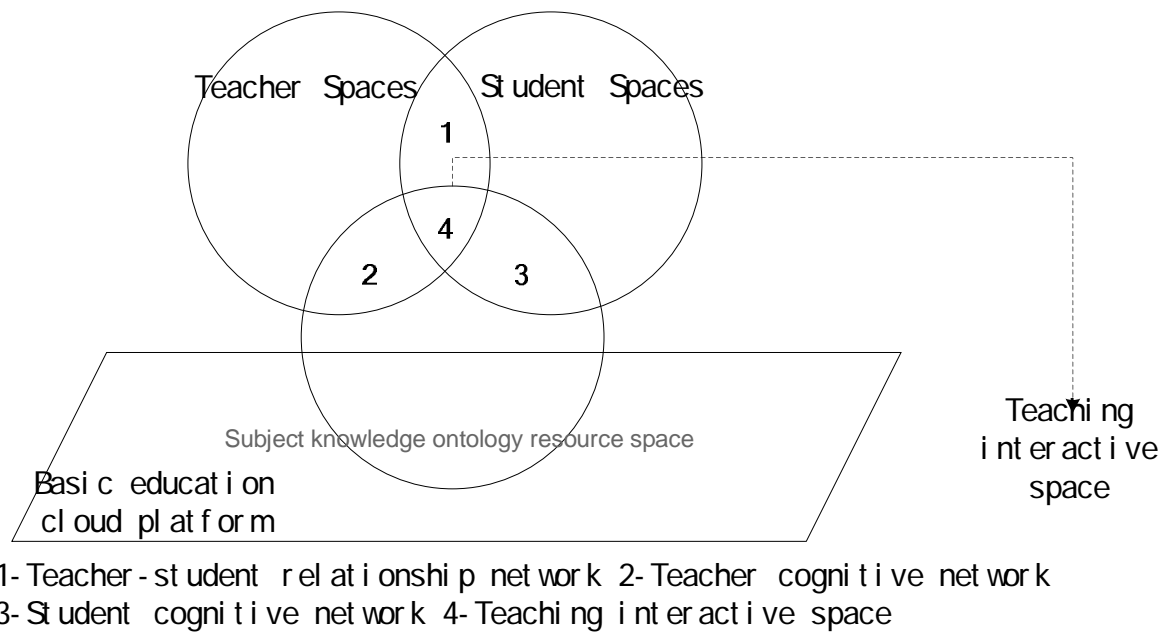 Teacher Spaces
Student Spaces
1
4
2
3
Subject knowledge ontology resource space
Basic education
cloud platform
Teaching
interactive
space
1-Teacher-student relationship network 2-Teacher cognitive network
3-Student cognitive network 4-Teaching interactive space